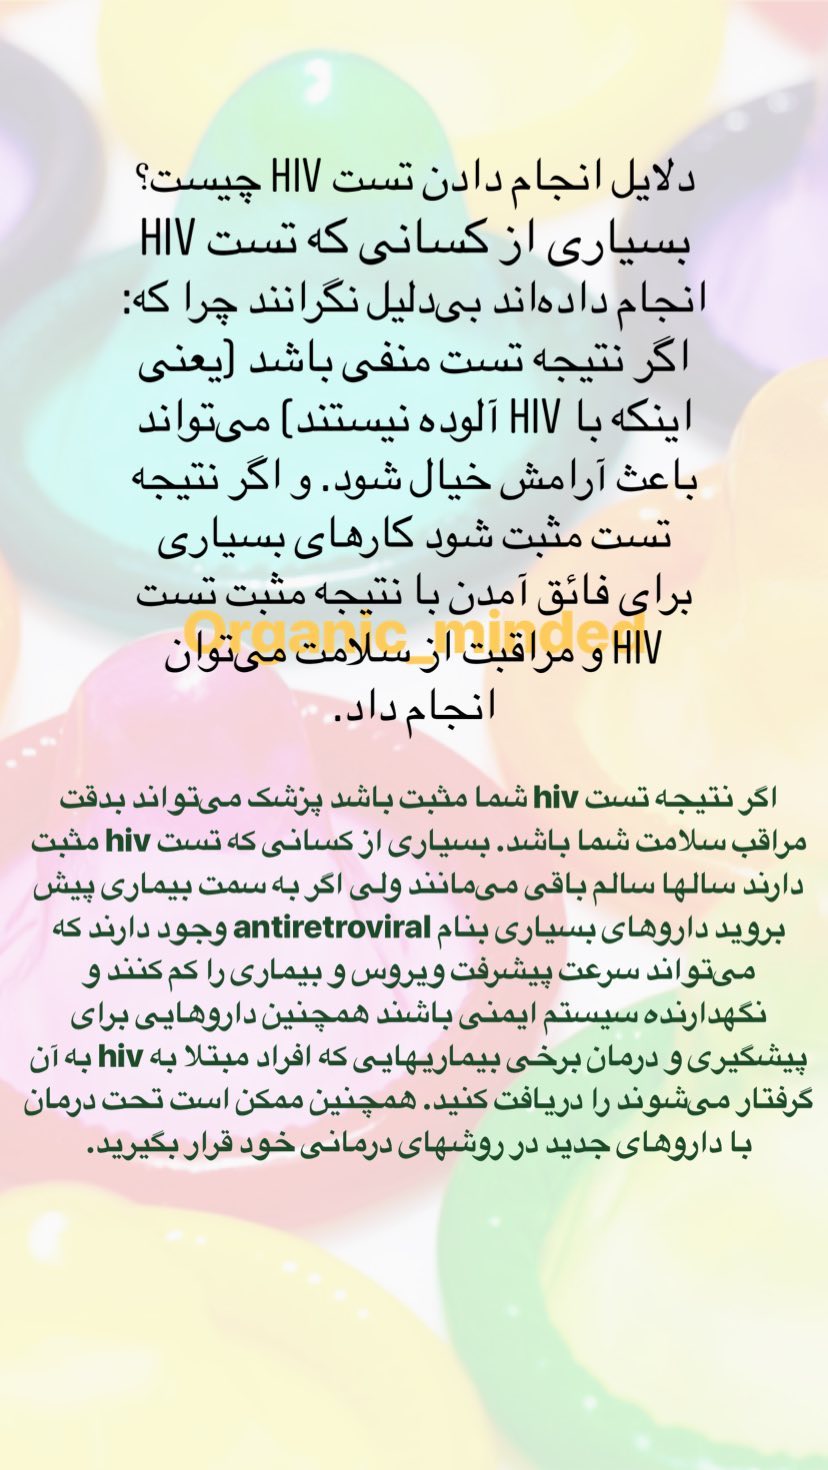 دلایل انجام دادن تست HIV چیست؟
بسیاری از کسانی که تست HIV
انجام داده‌اند بی‌دلیل نگرانند چرا که:
اگر نتیجه تست منفی باشد (یعنی
اینکه با HIV آلوده نیستند) می‌تواند
باعث آرامش خیال شود. و اگر نتیجه
تست مثبت شود کارهای بسیاری
برای فائق آمدن با نتیجه مثبت تست
Organic_minded
HIV و مراقبت از سلامت می‌توان
انجام داد.
اگر نتیجه تست hiv شما مثبت باشد پزشک می‌تواند بدقت
مراقب سلامت شما باشد. بسیاری از کسانی که تست hiv مثبت
دارند سالها سالم باقی می‌مانند ولی اگر به سمت بیماری پیش
بروید داروهای بسیاری بنام antiretroviral وجود دارند که
می‌تواند سرعت پیشرفت ویروس و بیماری را کم کنند و
نگهدارنده سیستم ایمنی باشند همچنین داروهایی برای
پیشگیری و درمان برخی بیماریهایی که افراد مبتلا به hiv به آن
گرفتار می‌شوند را دریافت کنید. همچنین ممکن است تحت درمان
با داروهای جدید در روشهای درمانی خود قرار بگیرید.